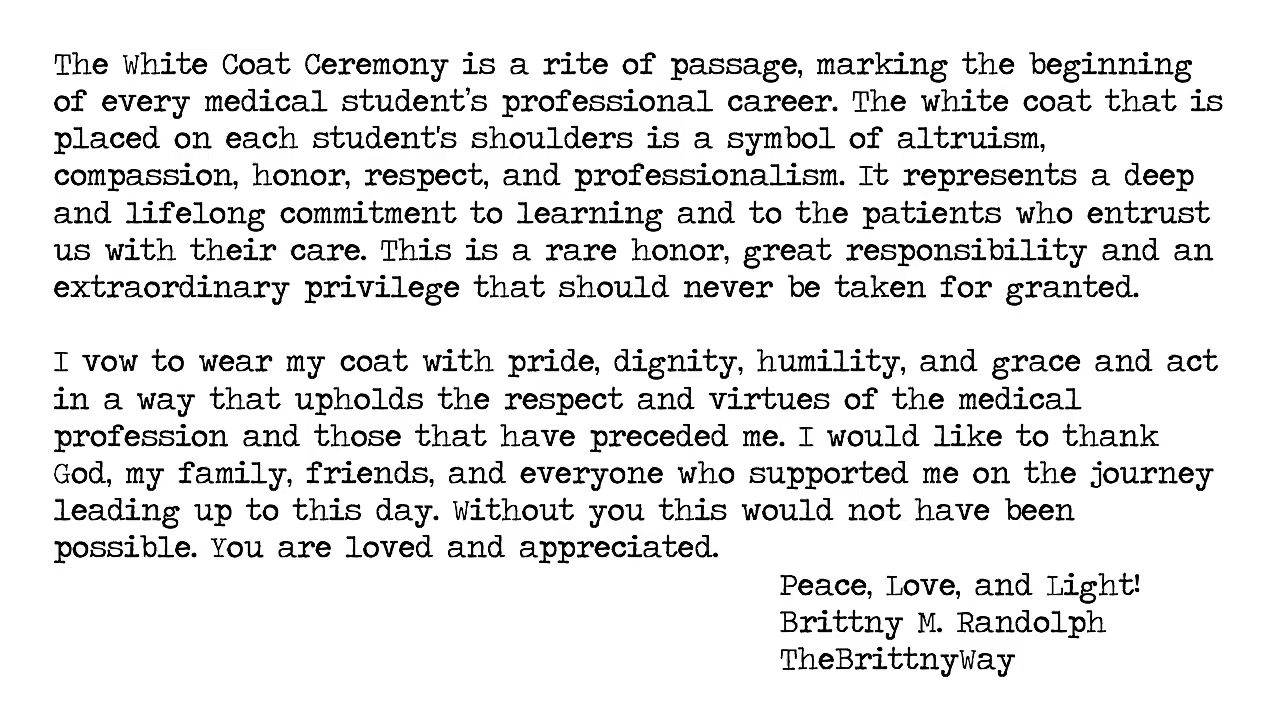 The White Coat Ceremony is a rite of passage, marking the beginning
of every medical student’s professional career. The white coat that is
placed on each student's shoulders is a symbol of altruism,
compassion, honor, respect, and professionalism. It represents a deep
and lifelong commitment to learning and to the patients who entrust
us with their care. This is a rare honor, great responsibility and an
extraordinary privilege that should never be taken for granted.
I vow to wear my coat with pride, dignity, humility, and grace and act
in a way that upholds the respect and virtues of the medical
profession and those that have preceded me. I would like to thank
God, my family, friends, and everyone who supported me on the journey
leading up to this day. Without you this would not have been
possible. You are loved and appreciated.
Peace, Love, and Light!
Brittny M. Randolph
TheBrittnyWay